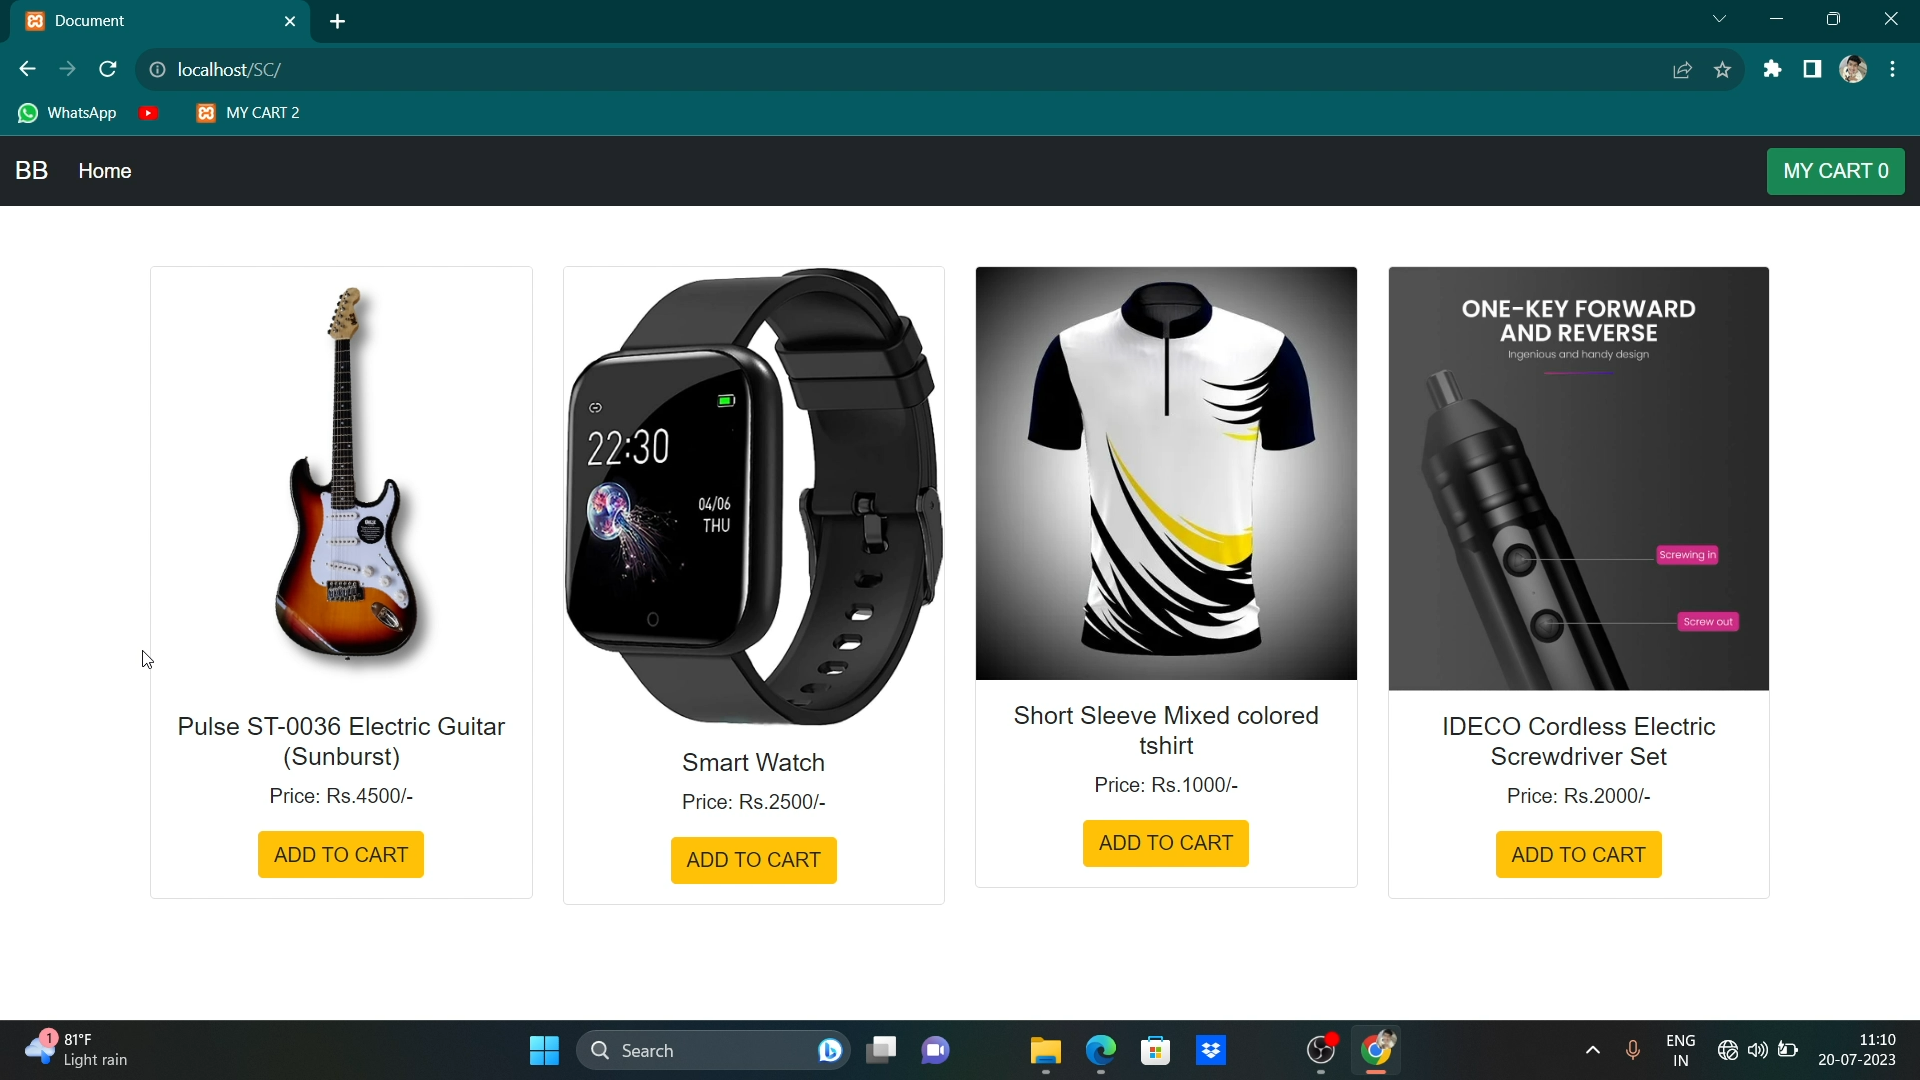 Document
localhost/SC/
WhatsApp
MY CART 2
BB
Home
MY CART 0
22:30
04/06
THU
ONE-KEY FORWARD
AND REVERSE
Ingenious and handy design
Screwing in
Screw out
Pulse ST-0036 Electric Guitar
(Sunburst)
Price: Rs.4500/-
ADD TO CART
Smart Watch
Price: Rs.2500/-
ADD TO CART
Short Sleeve Mixed colored
tshirt
Price: Rs.1000/-
ADD TO CART
IDECO Cordless Electric
Screwdriver Set
Price: Rs.2000/-
ADD TO CART
1
81°F
Light rain
Search
ENG
IN
11:10
20-07-2023